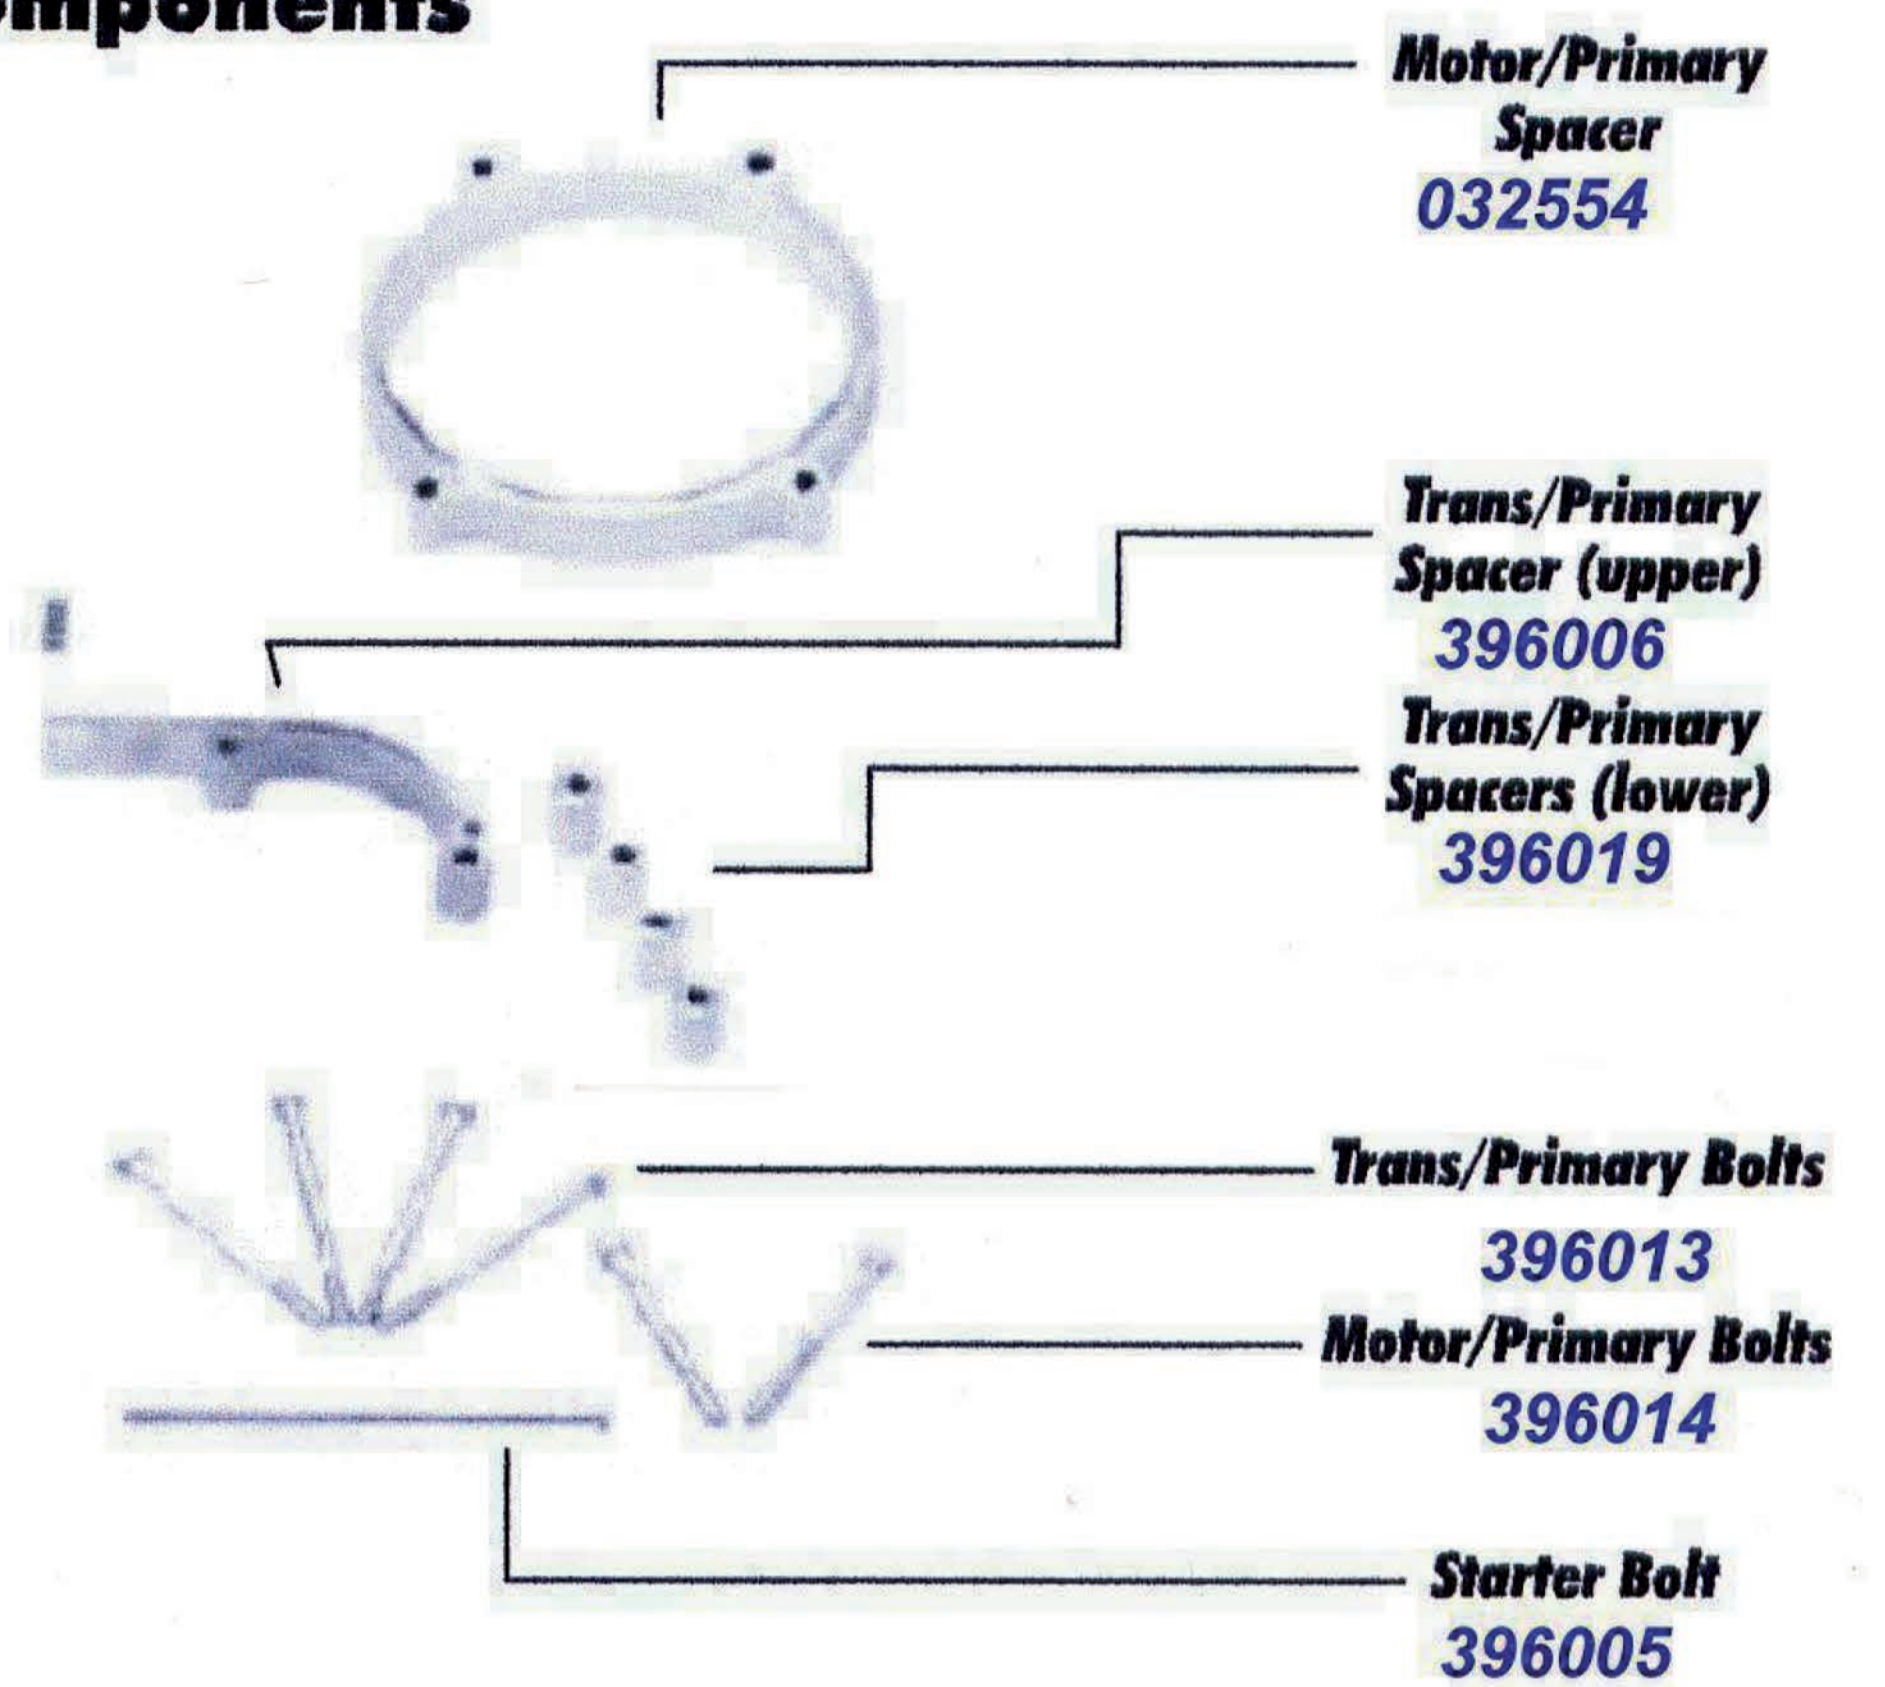 Motor/Primary
Spacer
032554
Trans/Primary
Spacer (upper)
396006
Trans/Primary
Spacers (lower)
396019
Trans/Primary Bolts
396013
Motor/Primary Bolts
396014
Starter Bolt
396005